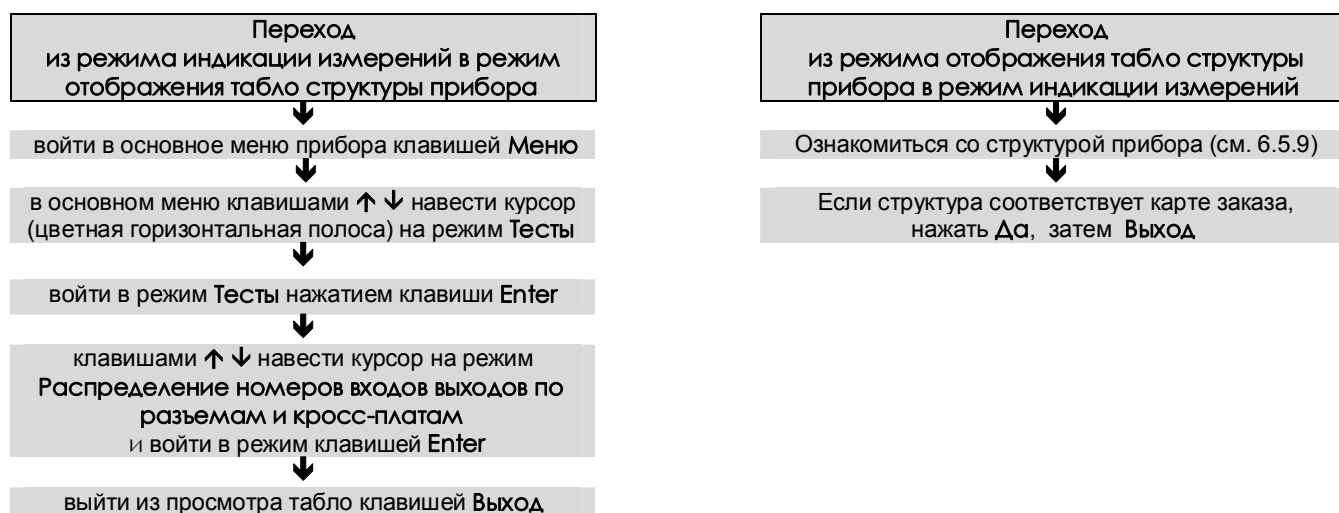 Переход
из режима индикации измерений в режим
отображения табло структуры прибора
войти в основное меню прибора клавишей Меню
в основном меню клавишами ↑ ↓ навести курсор
(цветная горизонтальная полоса) на режим Тесты
войти в режим Тесты нажатием клавиши Enter
клавишами ↑ ↓ навести курсор на режим
Распределение номеров входов выходов по
разъемам и кросс-платам
и войти в режим клавишей Enter
выйти из просмотра табло клавишей Выход
Переход
из режима отображения табло структуры
прибора в режим индикации измерений
Ознакомиться со структурой прибора (см. 6.5.9)
Если структура соответствует карте заказа,
нажать Да, затем Выход